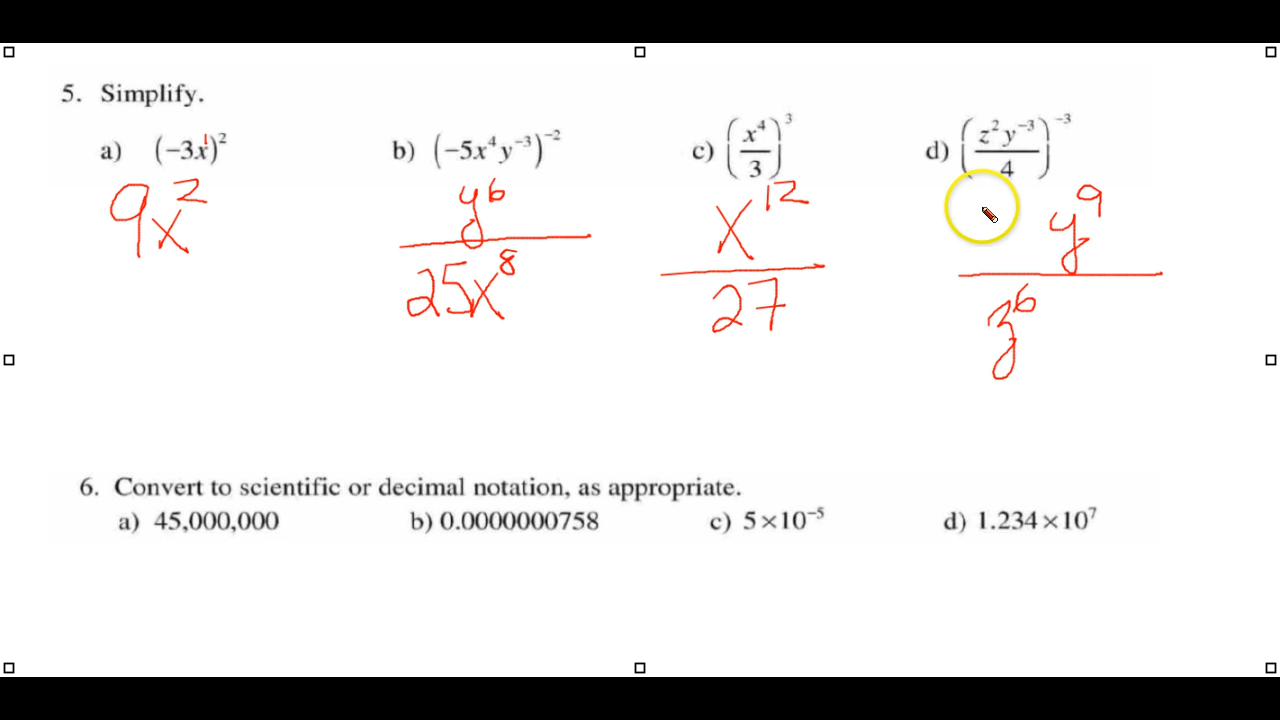 5. Simplify.
a) (−3x¹)² b) (−5x⁴y⁻³)⁻² c) (x⁴/3)³ d) (z²y⁻³/4)⁻³
9x² y⁶/25x⁸ x¹²/27 y⁹/z⁶
6. Convert to scientific or decimal notation, as appropriate.
a) 45,000,000 b) 0.0000000758 c) 5×10⁻⁵ d) 1.234×10⁷